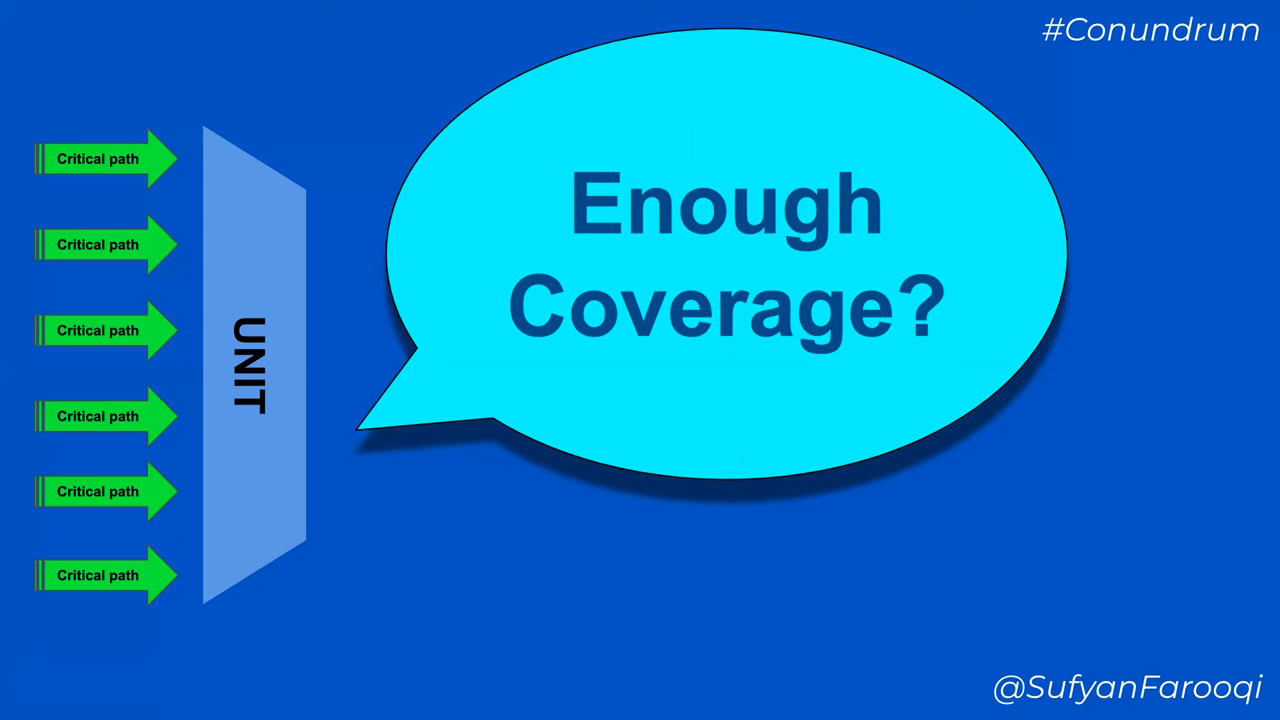 #Conundrum
Critical path
Critical path
Critical path
Critical path
Critical path
Critical path
UNIT
Enough
Coverage?
@SufyanFarooqi